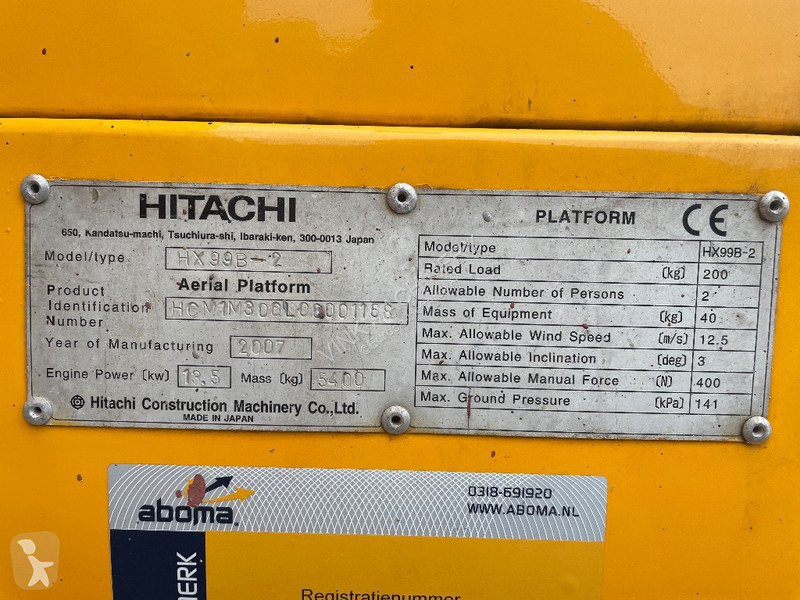 HITACHI
650, Kandatsu-machi, Tsuchiura-shi, Ibaraki-ken, 300-0013 Japan
Model/type HX99B-2
Aerial Platform
Product
Identification
Number
Year of Manufacturing 2007
Engine Power (kw) 18.5 Mass (kg) 5400
Hitachi Construction Machinery Co.,Ltd.
MADE IN JAPAN
PLATFORM CE
Model/type HX99B-2
Rated Load (kg) 200
Allowable Number of Persons 2
Mass of Equipment (kg) 40
Max. Allowable Wind Speed (m/s) 12.5
Max. Allowable Inclination (deg) 3
Max. Allowable Manual Force (N) 400
Max. Ground Pressure (kPa) 141
aboma
0318-691920
WWW.ABOMA.NL
Registratienummer